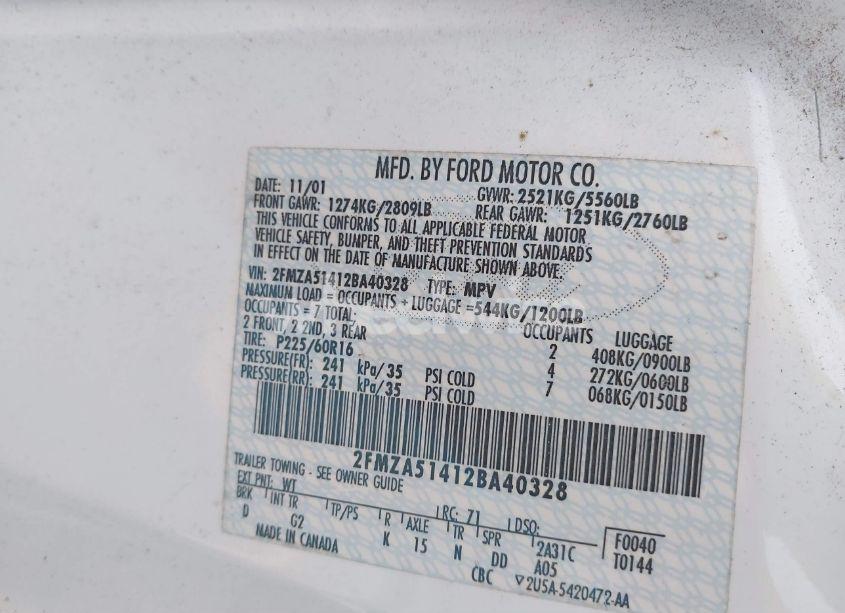 MFD. BY FORD MOTOR CO.
DATE: 11/01 GVWR: 2521KG/5560LB
FRONT GAWR: 1274KG/2809LB REAR GAWR: 1251KG/2760LB
THIS VEHICLE CONFORMS TO ALL APPLICABLE FEDERAL MOTOR
VEHICLE SAFETY, BUMPER, AND THEFT PREVENTION STANDARDS
IN EFFECT ON THE DATE OF MANUFACTURE SHOWN ABOVE.
VIN: 2FMZA51412BA40328 TYPE: MPV
MAXIMUM LOAD = OCCUPANTS + LUGGAGE =544KG/1200LB
OCCUPANTS = 7 TOTAL; OCCUPANTS LUGGAGE
2 FRONT, 2 2ND, 3 REAR 2 408KG/0900LB
TIRE: P225/60R16 4 272KG/0600LB
PRESSURE(FR): 241 kPa/35 PSI COLD 7 068KG/0150LB
PRESSURE(RR): 241 kPa/35 PSI COLD
2FMZA51412BA40328
TRAILER TOWING - SEE OWNER GUIDE
EXT PNT: WT RC: 71 DSO: F0040
BRK INT TR TP/PS R AXLE TR SPR 2A31C T0144
D G2 K 15 N DD A05
MADE IN CANADA CBC ▽2U5A-5420472-AA